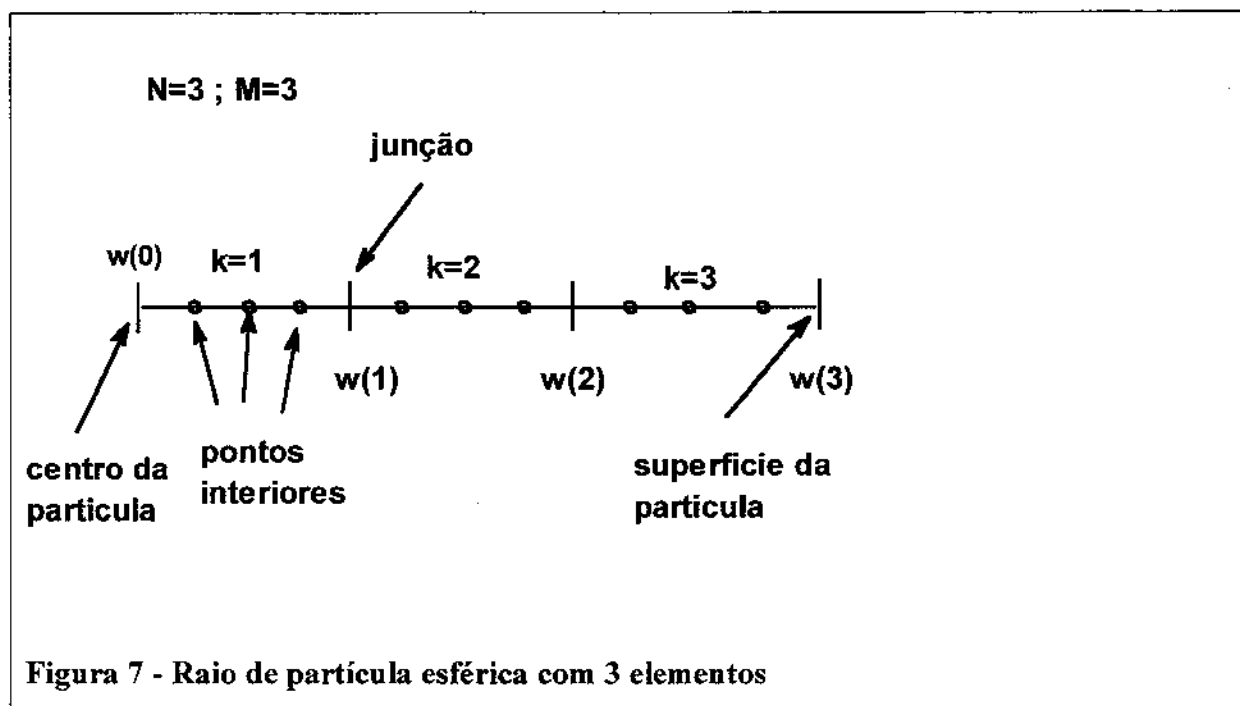 N=3 ; M=3
junção
w(0)
k=1
k=2
k=3
w(1)
w(2)
w(3)
centro da
particula
pontos
interiores
superficie da
particula
Figura 7 - Raio de partícula esférica com 3 elementos